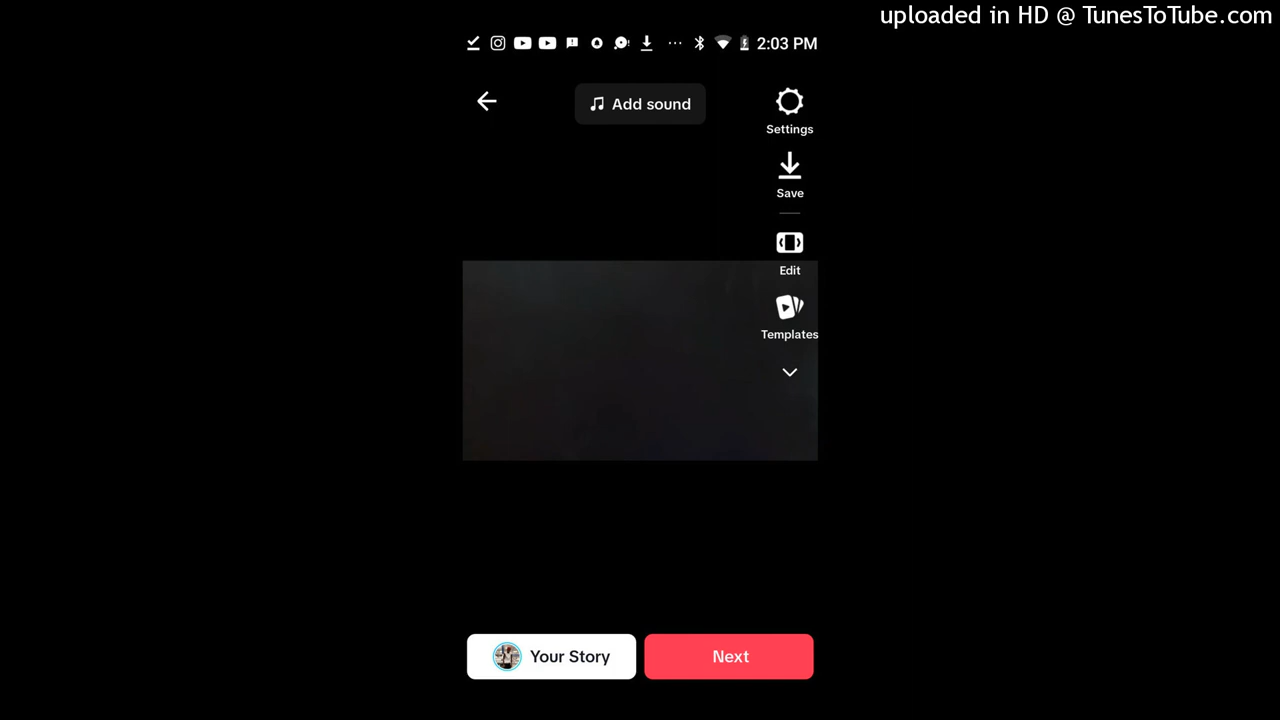 uploaded in HD @ TunesToTube.com
2:03 PM
Add sound
Settings
Save
Edit
Templates
Your Story
Next